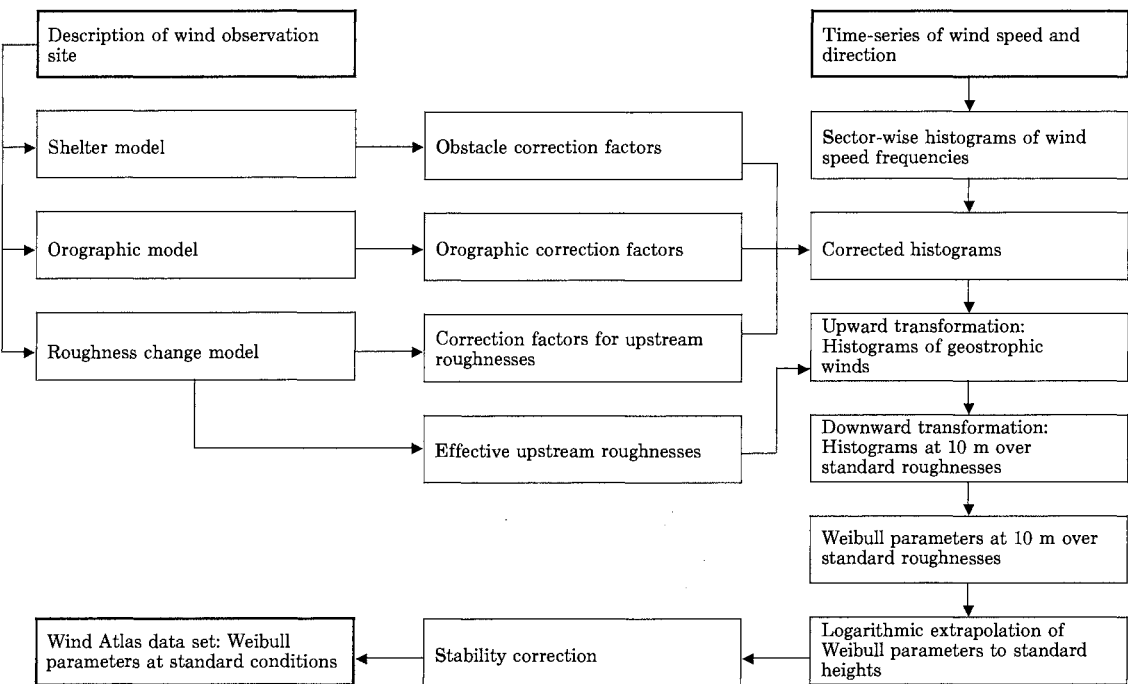 Description of wind observation
site
Time-series of wind speed and
direction
Shelter model
Obstacle correction factors
Sector-wise histograms of wind
speed frequencies
Orographic model
Orographic correction factors
Corrected histograms
Roughness change model
Correction factors for upstream
roughnesses
Upward transformation:
Histograms of geostrophic
winds
Effective upstream roughnesses
Downward transformation:
Histograms at 10 m over
standard roughnesses
Weibull parameters at 10 m over
standard roughnesses
Wind Atlas data set: Weibull
parameters at standard conditions
Stability correction
Logarithmic extrapolation of
Weibull parameters to standard
heights